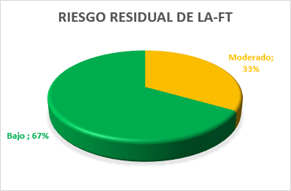 RIESGO RESIDUAL DE LA-FT
Moderado;
33%
Bajo ; 67%